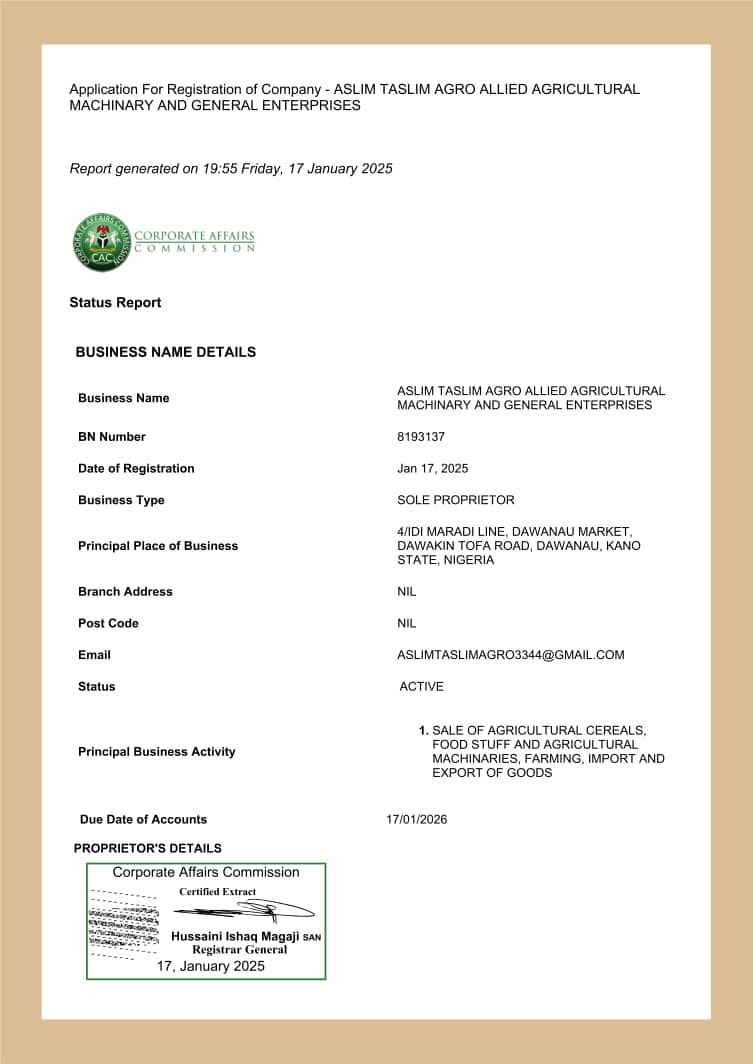 Application For Registration of Company - ASLIM TASLIM AGRO ALLIED AGRICULTURAL
MACHINARY AND GENERAL ENTERPRISES
Report generated on 19:55 Friday, 17 January 2025
CORPORATE AFFAIRS COMMISSION
CAC
CORPORATE AFFAIRS
COMMISSION
Status Report
BUSINESS NAME DETAILS
Business Name
ASLIM TASLIM AGRO ALLIED AGRICULTURAL
MACHINARY AND GENERAL ENTERPRISES
BN Number 8193137
Date of Registration Jan 17, 2025
Business Type SOLE PROPRIETOR
Principal Place of Business
4/IDI MARADI LINE, DAWANAU MARKET,
DAWAKIN TOFA ROAD, DAWANAU, KANO
STATE, NIGERIA
Branch Address NIL
Post Code NIL
Email ASLIMTASLIMAGRO3344@GMAIL.COM
Status ACTIVE
Principal Business Activity
1. SALE OF AGRICULTURAL CEREALS,
FOOD STUFF AND AGRICULTURAL
MACHINARIES, FARMING, IMPORT AND
EXPORT OF GOODS
Due Date of Accounts 17/01/2026
PROPRIETOR'S DETAILS
Corporate Affairs Commission
Certified Extract
Hussaini Ishaq Magaji SAN
Registrar General
17, January 2025